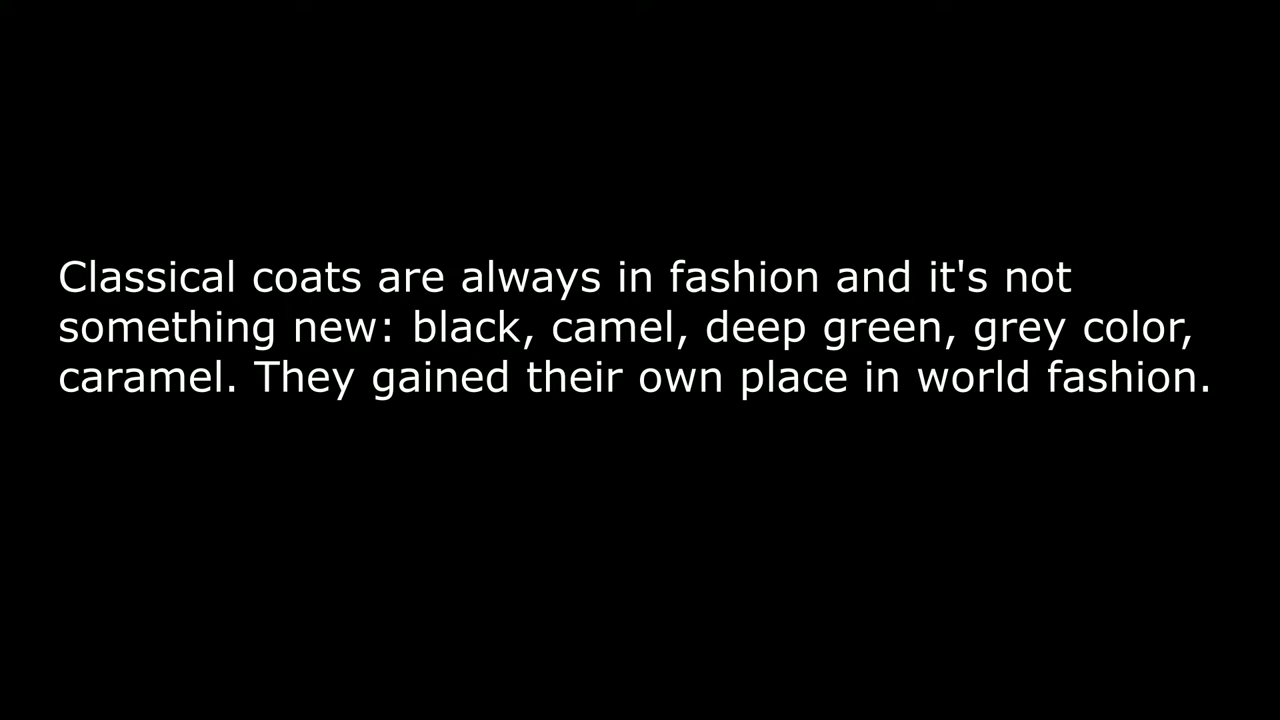 Classical coats are always in fashion and it's not
something new: black, camel, deep green, grey color,
caramel. They gained their own place in world fashion.